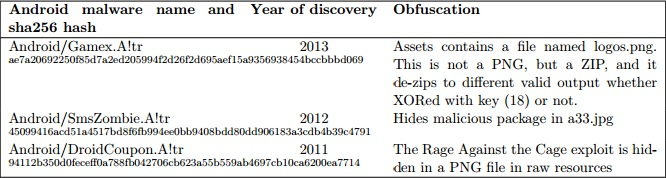 Android malware name and Year of discovery Obfuscation
sha256 hash
Android/Gamex.A!tr 2013 Assets contains a file named logos.png.
ae7a20692250f85d7a2ed205994f2d26f2d695aef15a9356938454bccbbbd069 This is not a PNG, but a ZIP, and it
de-zips to different valid output whether
XORed with key (18) or not.
Android/SmsZombie.A!tr 2012 Hides malicious package in a33.jpg
45099416acd51a4517bd8f6fb994ee0bb9408bdd80dd906183a3cdb4b39c4791
Android/DroidCoupon.A!tr 2011 The Rage Against the Cage exploit is hid-
94112b350d0feceff0a788fb042706cb623a55b559ab4697cb10ca6200ea7714 den in a PNG file in raw resources